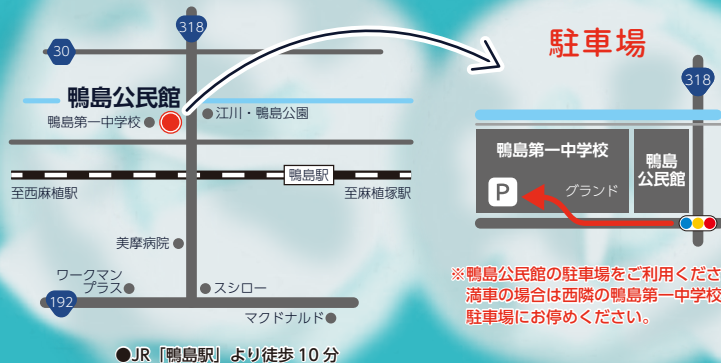 318
30
鴨島公民館
鴨島第一中学校
江川・鴨島公園
鴨島駅
至西麻植駅
至麻植塚駅
美摩病院
ワークマン
プラス
スシロー
192
マクドナルド
●JR「鴨島駅」より徒歩10分
駐車場
318
鴨島第一中学校
鴨島
公民館
P
グランド
※鴨島公民館の駐車場をご利用くださ
満車の場合は西隣の鴨島第一中学校
駐車場にお停めください。